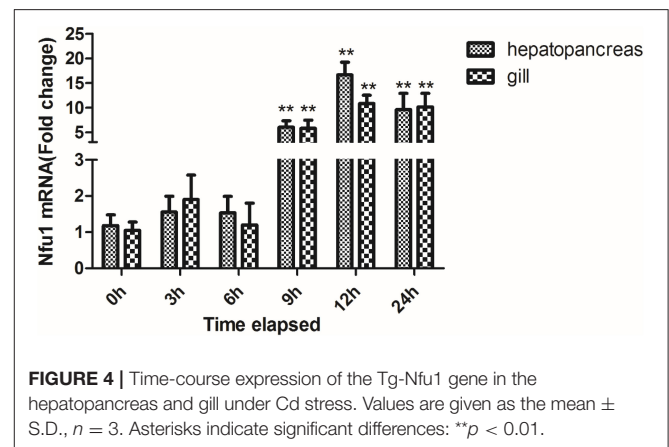 Nfu1 mRNA(Fold change)
25
20
15
10
5
3
2
1
0
** ** ** ** ** **
hepatopancreas
gill
0h 3h 6h 9h 12h 24h
Time elapsed
FIGURE 4 | Time-course expression of the Tg-Nfu1 gene in the
hepatopancreas and gill under Cd stress. Values are given as the mean ±
S.D., n = 3. Asterisks indicate significant differences: **p < 0.01.